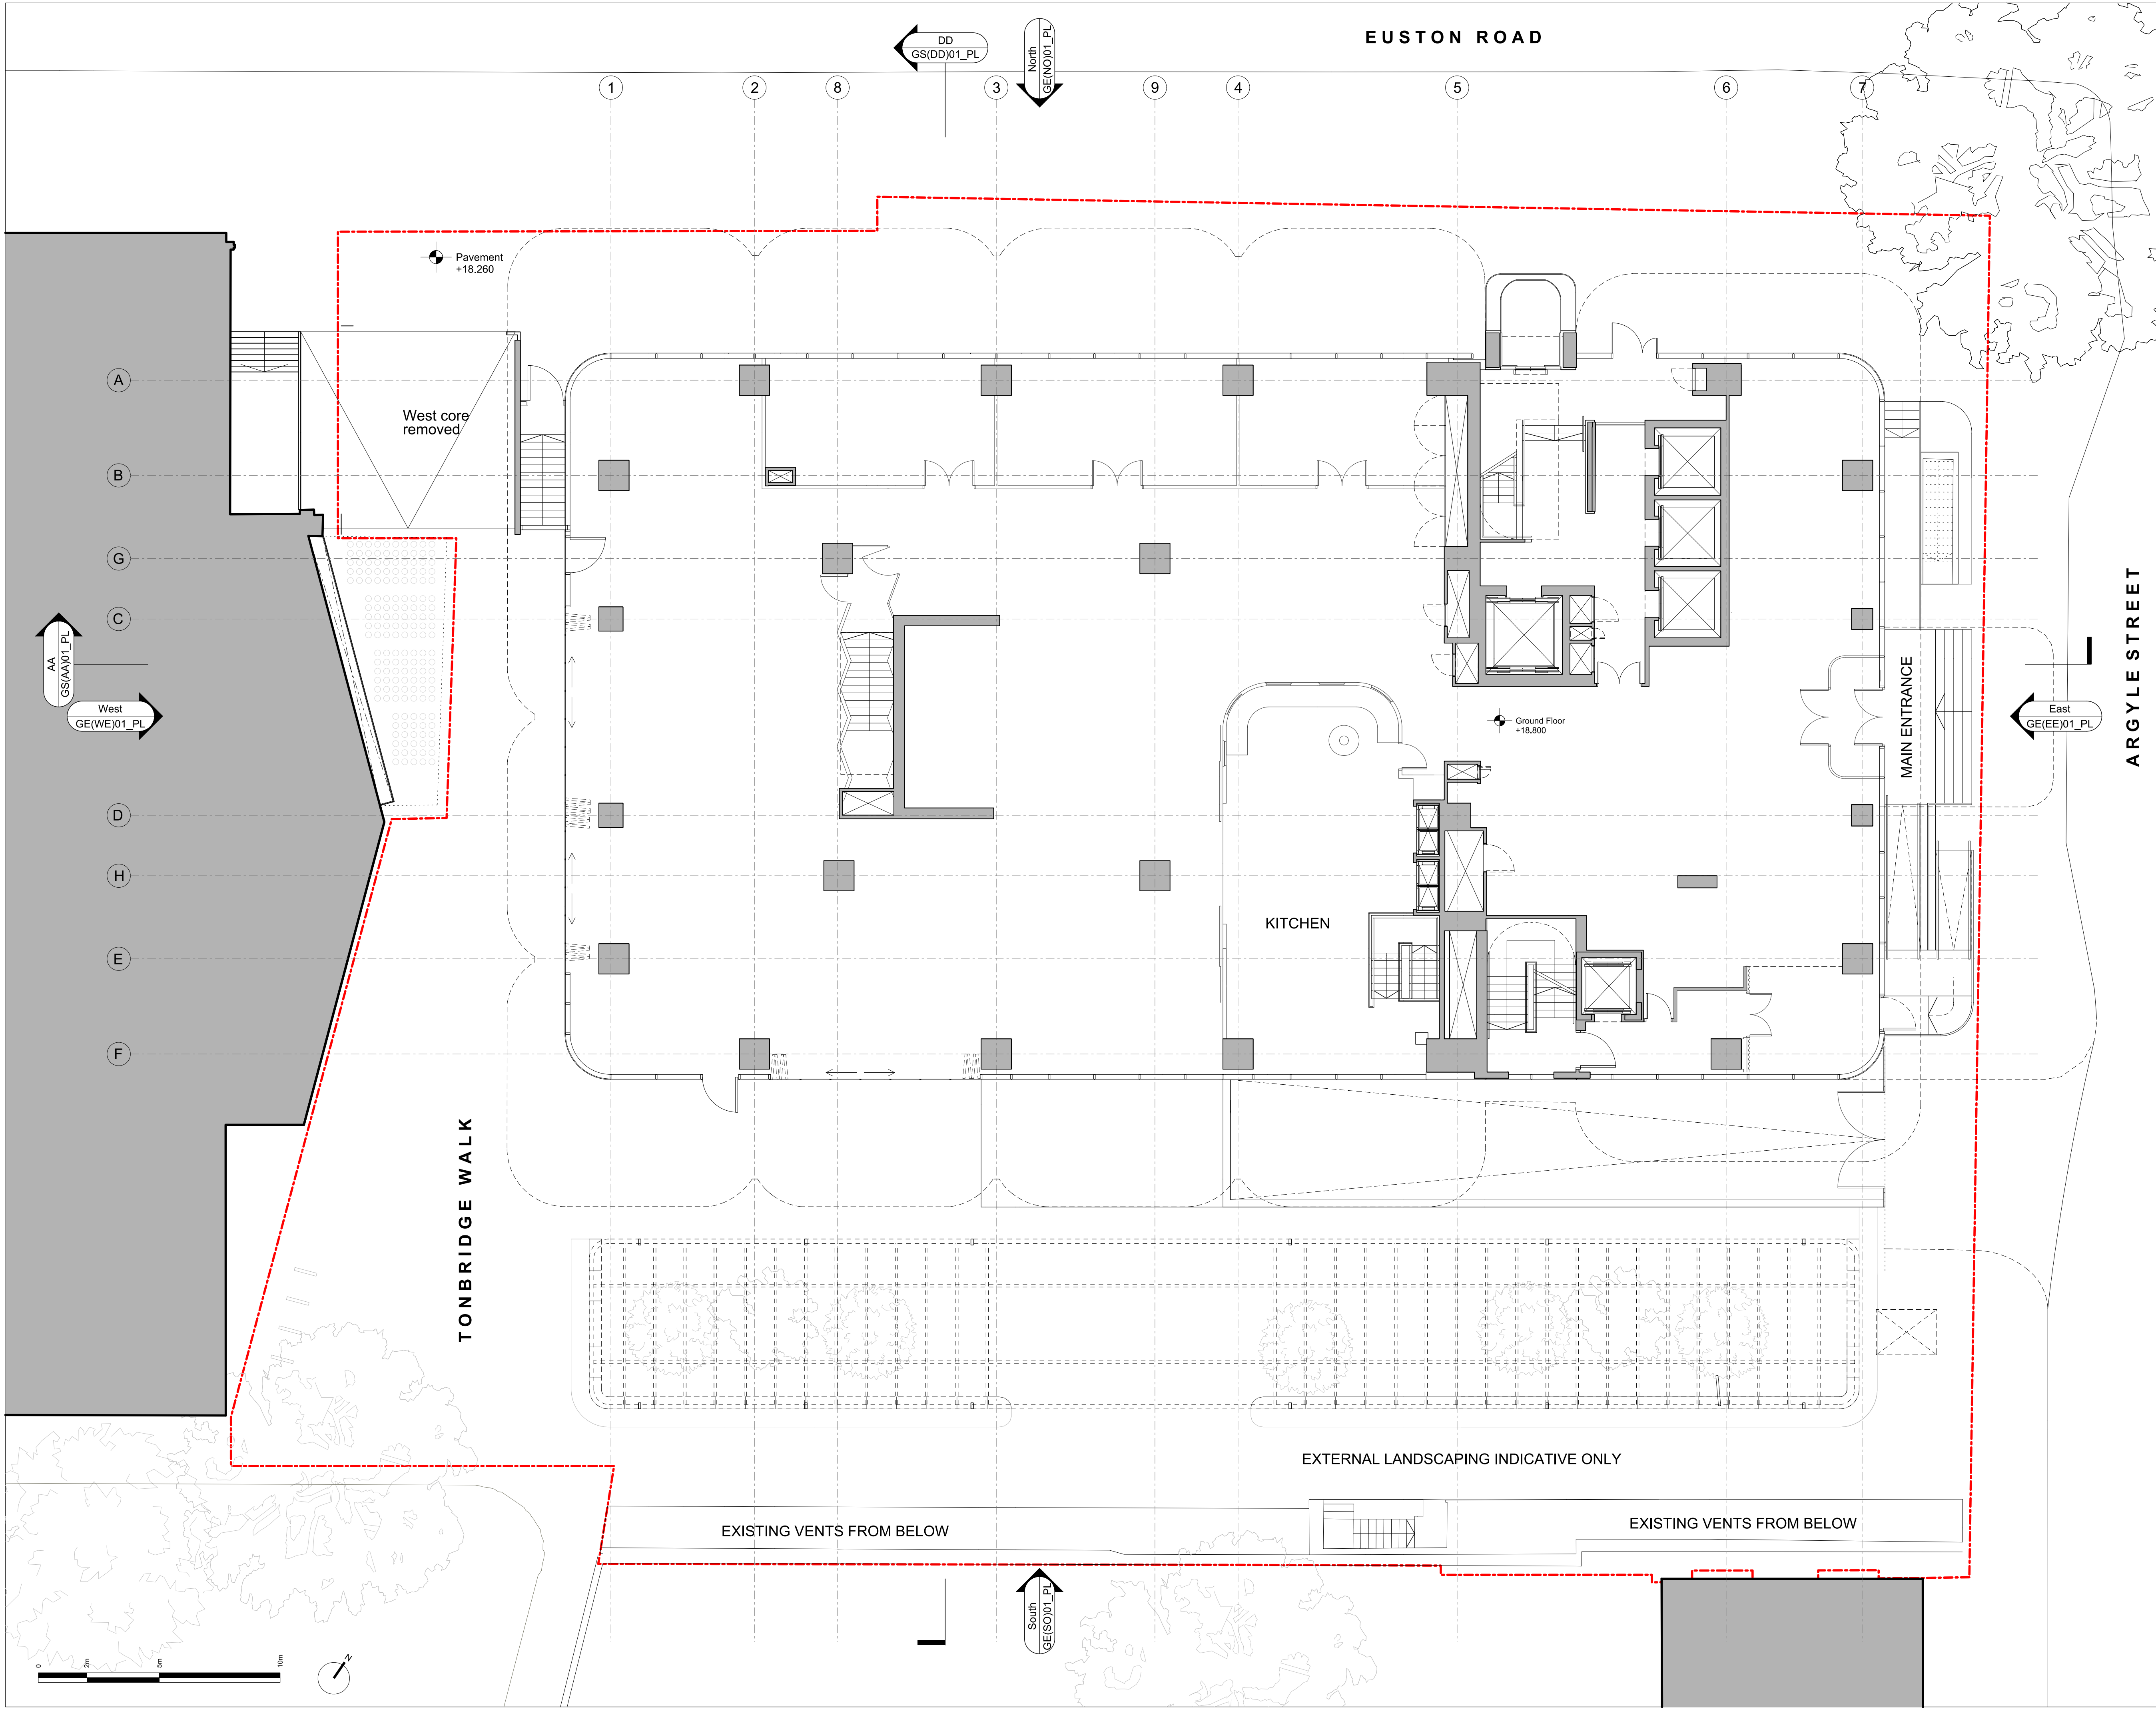 EUSTON ROAD
DD
GS(DD)01_PL
North
GE(NO)01_PL
1
2
8
3
9
4
5
6
7
Pavement
+18.260
A
West core
removed
B
G
C
AA
GS(AA)01_PL
West
GE(WE)01_PL
Ground Floor
+18.800
MAIN ENTRANCE
East
GE(EE)01_PL
ARGYLE STREET
D
H
KITCHEN
E
F
TONBRIDGE WALK
EXTERNAL LANDSCAPING INDICATIVE ONLY
EXISTING VENTS FROM BELOW
EXISTING VENTS FROM BELOW
South
GE(SO)01_PL
0
2m
5m
10m
N